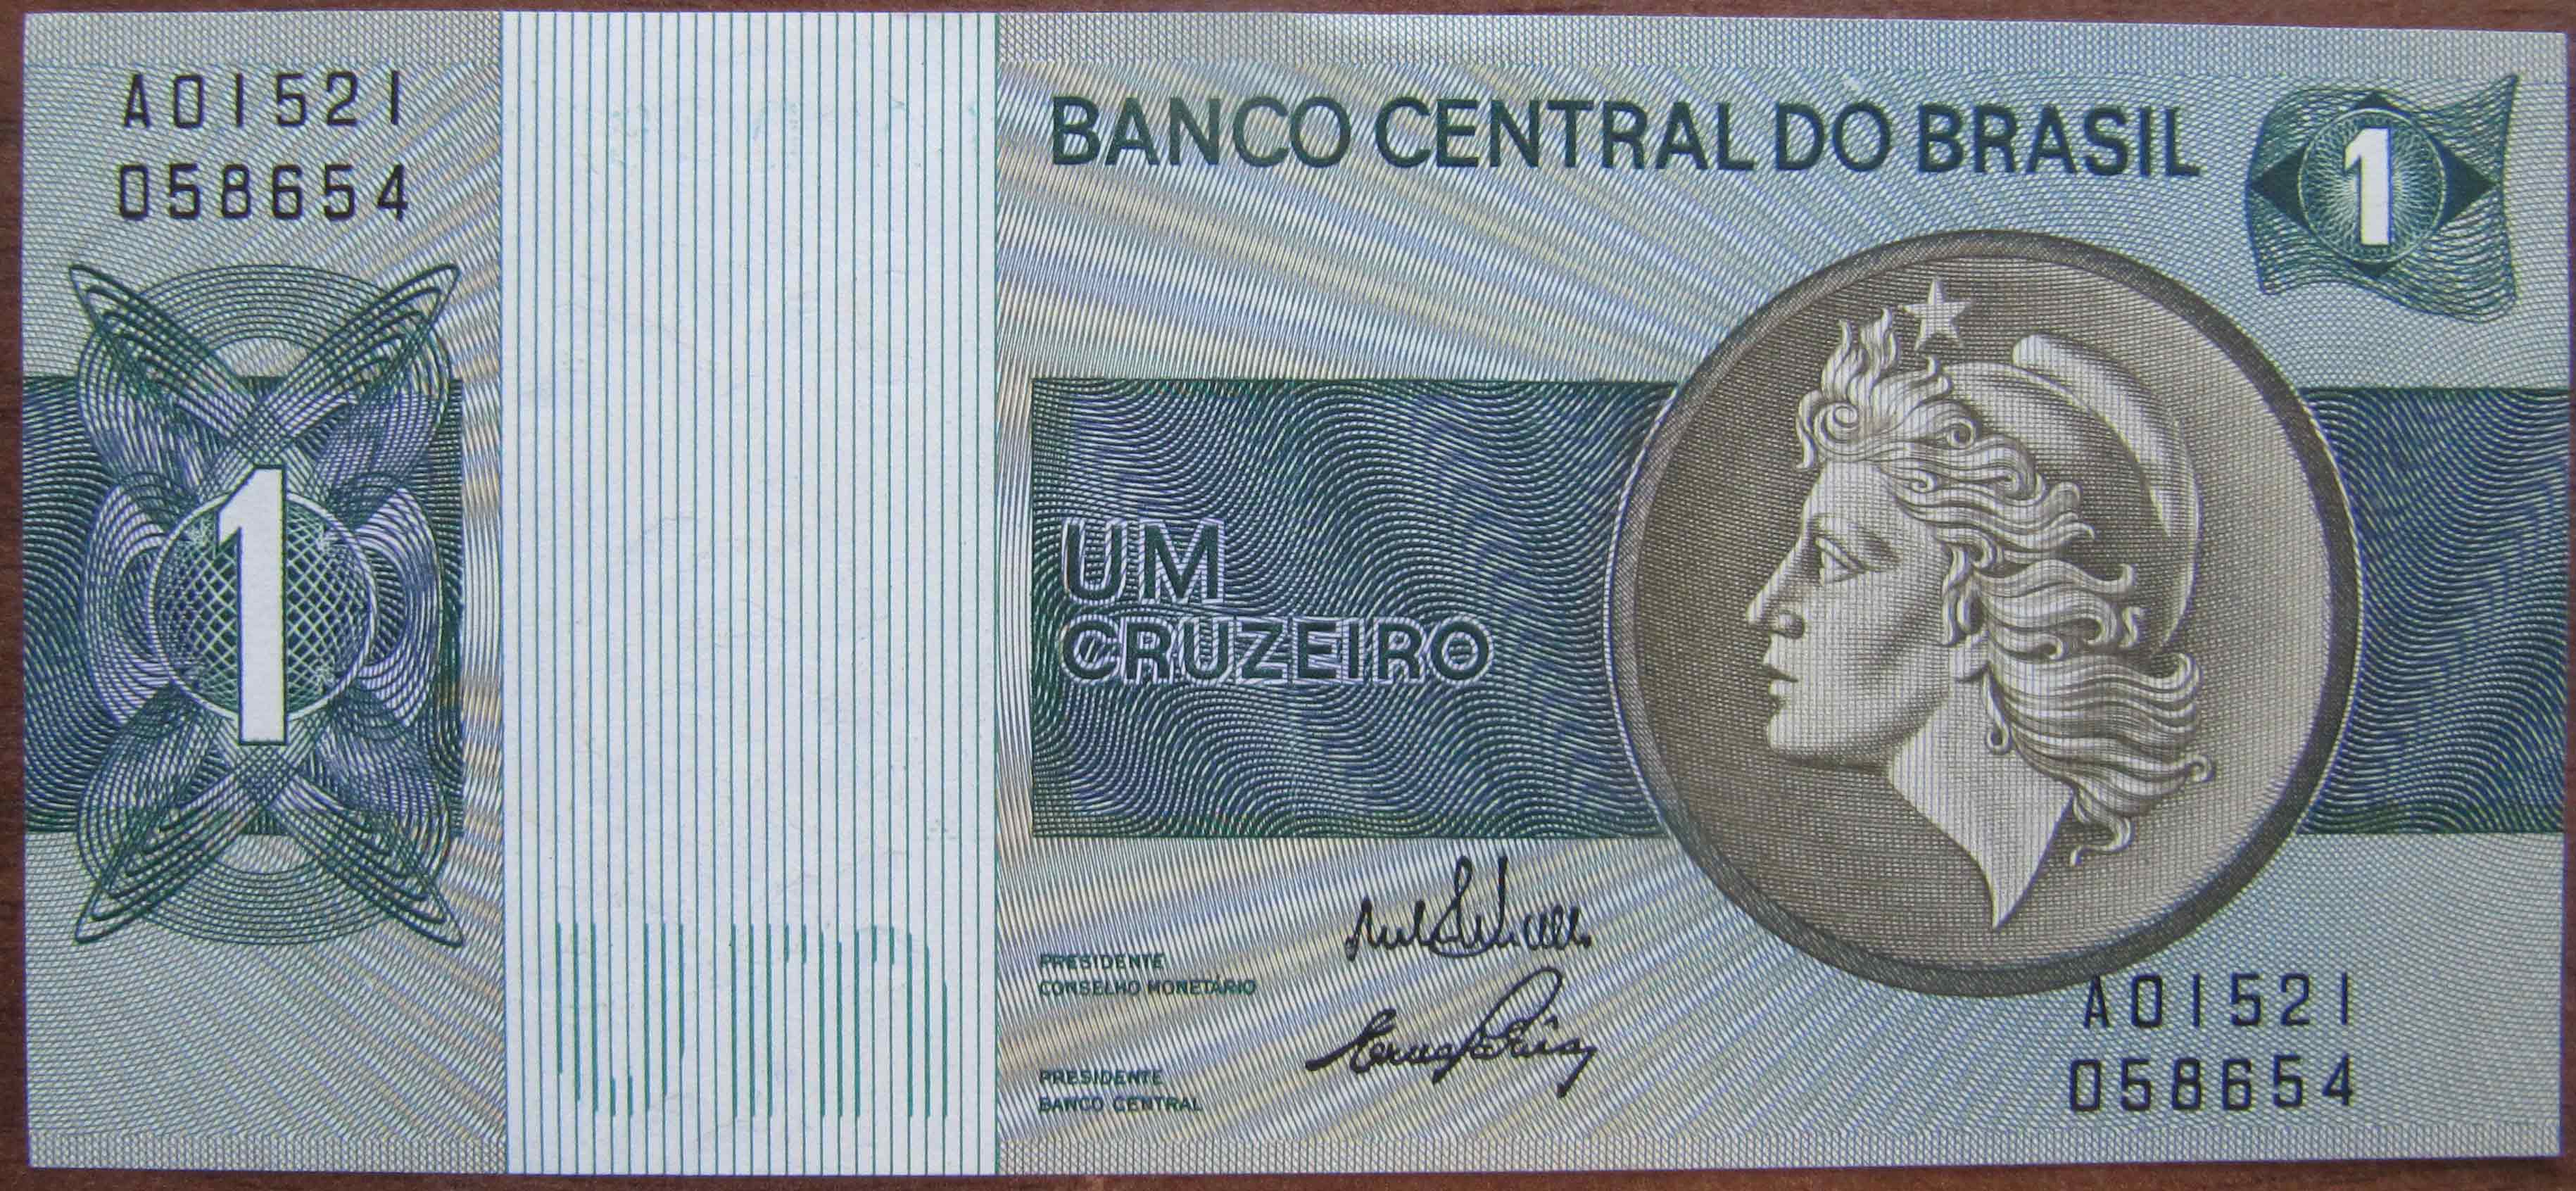 A01521
058654
BANCO CENTRAL DO BRASIL
1
1
UM
CRUZEIRO
PRESIDENTE
CONSELHO MONETÁRIO
PRESIDENTE
BANCO CENTRAL
A01521
058654